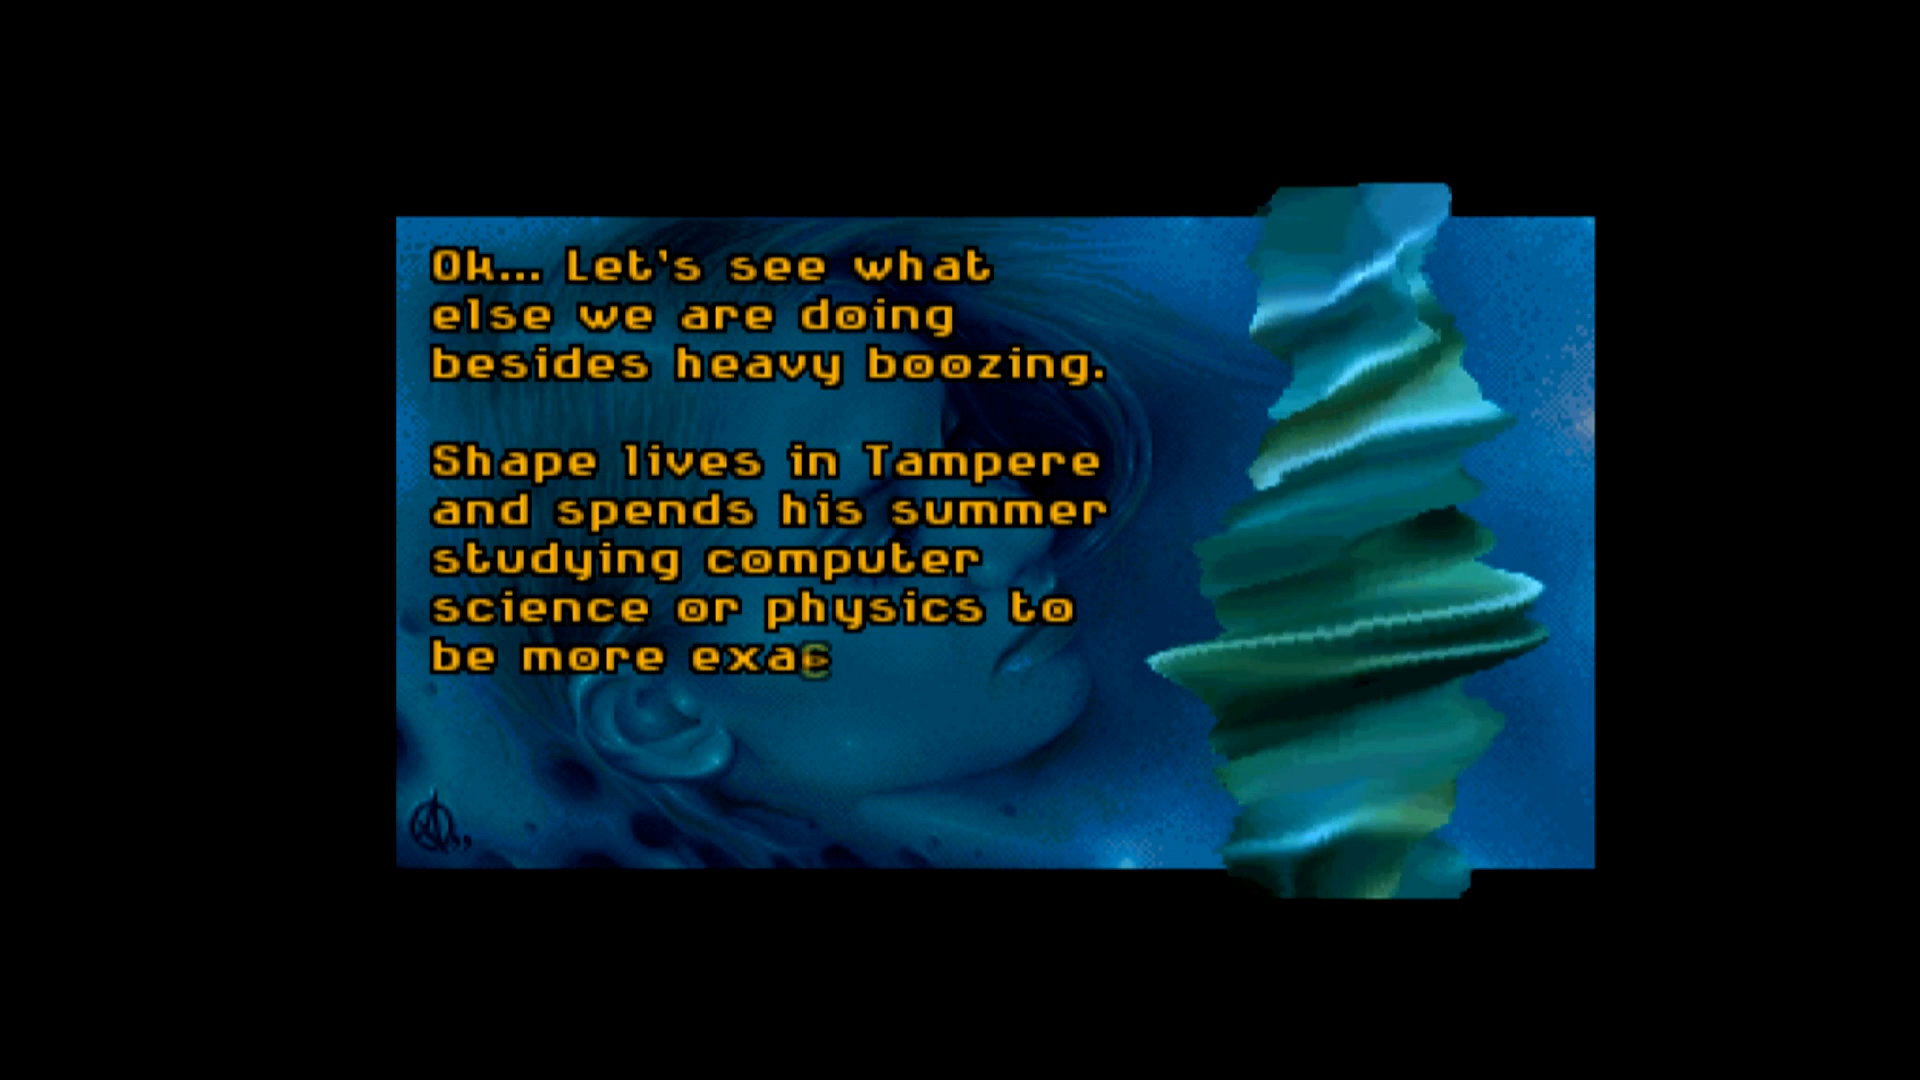 Ok... Let's see what
else we are doing
besides heavy boozing.
Shape lives in Tampere
and spends his summer
studying computer
science or physics to
be more exac